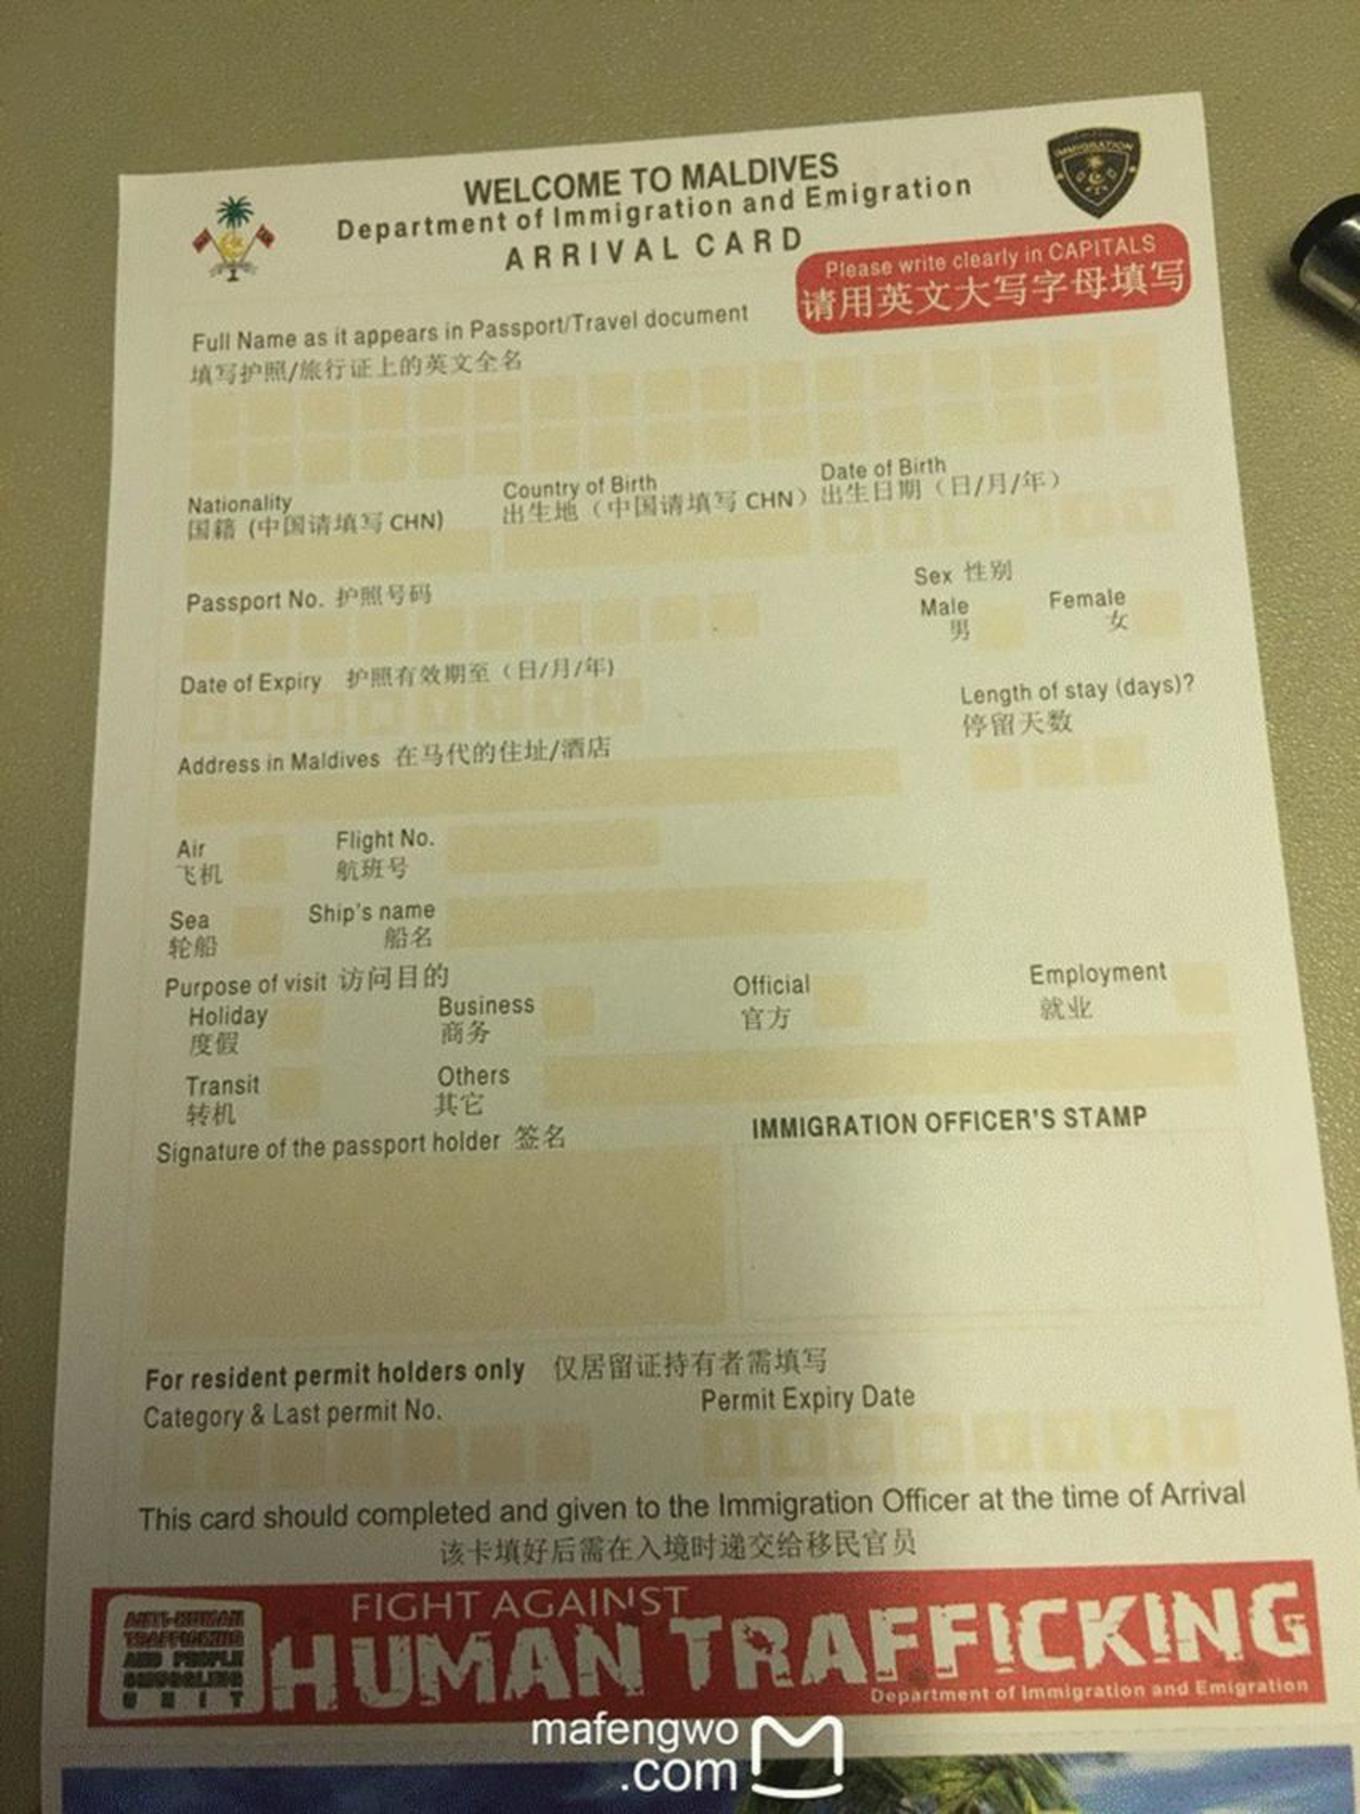 WELCOME TO MALDIVES
Department of Immigration and Emigration
ARRIVAL CARD
IMMIGRATION
Please write clearly in CAPITALS
请用英文大写字母填写
Full Name as it appears in Passport/Travel document
填写护照/旅行证上的英文全名
Nationality
国籍 (中国请填写 CHN)
Country of Birth
出生地（中国请填写 CHN）
Date of Birth
出生日期（日/月/年）
Passport No. 护照号码
Sex 性别
Male
男
Female
女
Date of Expiry 护照有效期至（日/月/年)
Length of stay (days)?
停留天数
Address in Maldives 在马代的住址/酒店
Air
飞机
Flight No.
航班号
Sea
轮船
Ship's name
船名
Purpose of visit 访问目的
Holiday
度假
Business
商务
Official
官方
Employment
就业
Transit
转机
Others
其它
Signature of the passport holder 签名
IMMIGRATION OFFICER'S STAMP
For resident permit holders only 仅居留证持有者需填写
Category & Last permit No.
Permit Expiry Date
This card should completed and given to the Immigration Officer at the time of Arrival
该卡填好后需在入境时递交给移民官员
ANTI-HUMAN
TRAFFICKING
AND PEOPLE
SMUGGLING
UNIT
FIGHT AGAINST
HUMAN TRAFFICKING
Department of Immigration and Emigration
mafengwo
.com